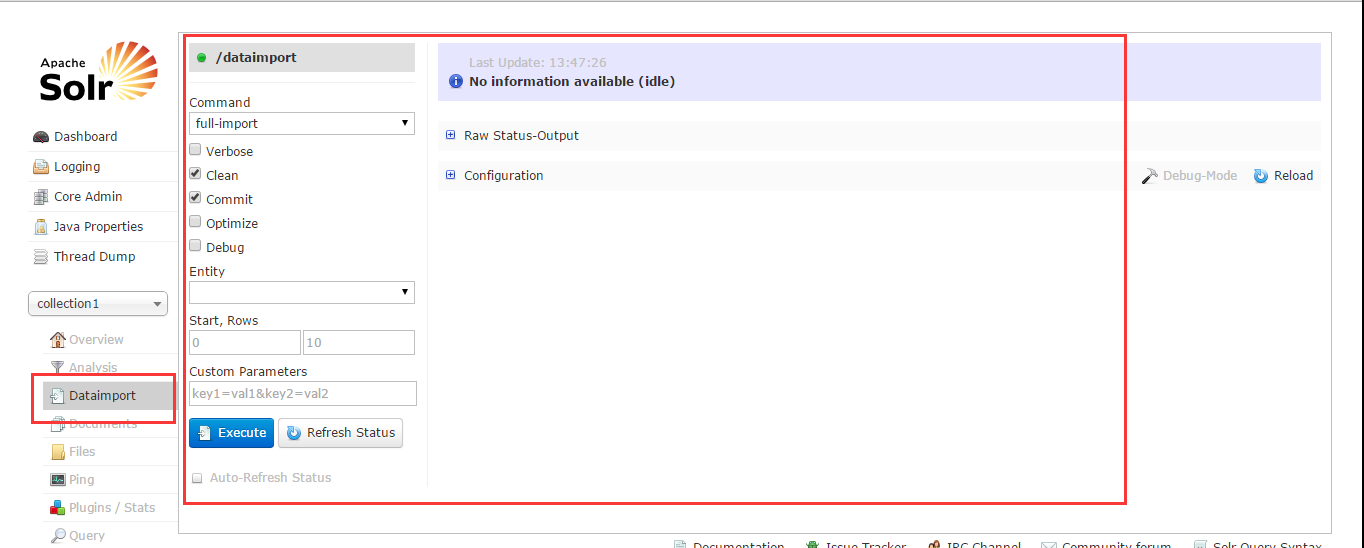 Apache
Solr
Dashboard
Logging
Core Admin
Java Properties
Thread Dump
collection1
Overview
Analysis
Dataimport
Documents
Files
Ping
Plugins / Stats
Query
/dataimport
Command
full-import
Verbose
Clean
Commit
Optimize
Debug
Entity
Start, Rows
0 10
Custom Parameters
key1=val1&key2=val2
Execute Refresh Status
Auto-Refresh Status
Last Update: 13:47:26
No information available (idle)
Raw Status-Output
Configuration
Debug-Mode Reload
Documentation Issue Tracker IRC Channel Community forum Solr Query Syntax